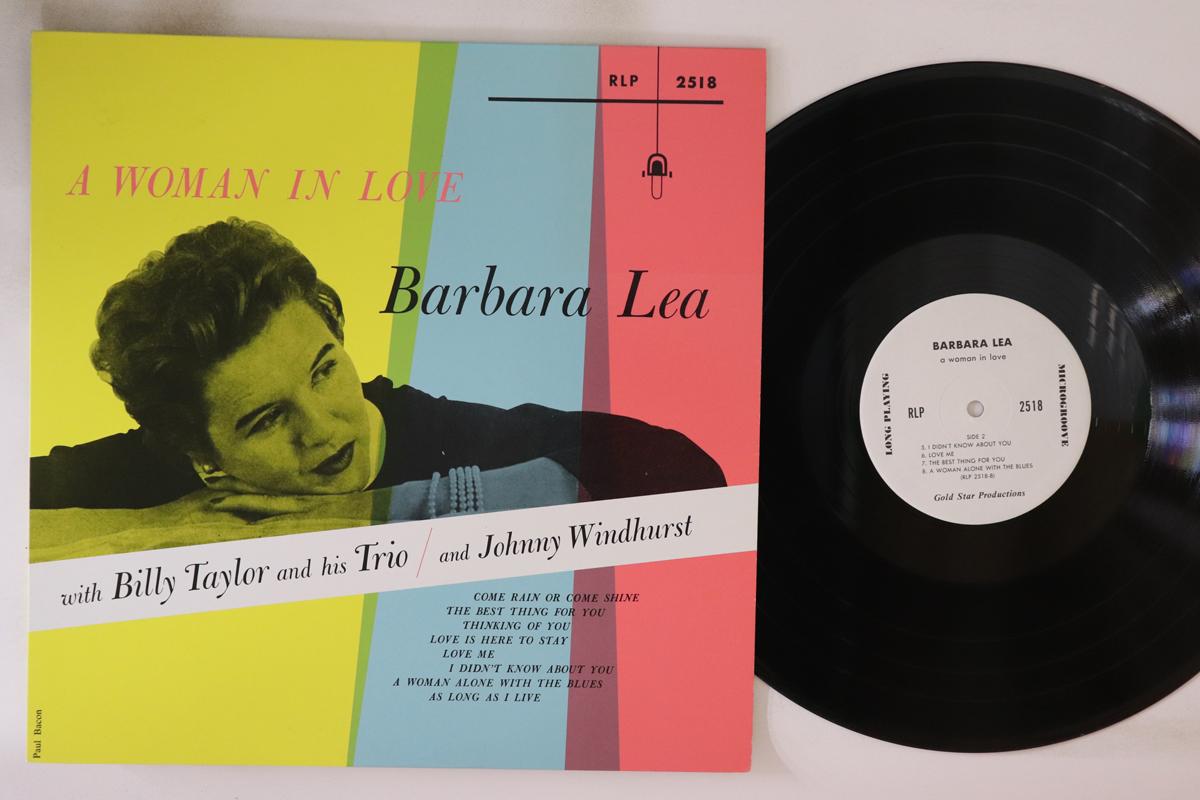 RLP 2518
A WOMAN IN LOVE
Barbara Lea
with Billy Taylor and his Trio / and Johnny Windhurst
COME RAIN OR COME SHINE
THE BEST THING FOR YOU
THINKING OF YOU
LOVE IS HERE TO STAY
LOVE ME
I DIDN'T KNOW ABOUT YOU
A WOMAN ALONE WITH THE BLUES
AS LONG AS I LIVE
Paul Bacon
BARBARA LEA
a woman in love
LONG PLAYING
MICROGROOVE
RLP 2518
SIDE 2
5. I DIDN'T KNOW ABOUT YOU
6. LOVE ME
7. THE BEST THING FOR YOU
8. A WOMAN ALONE WITH THE BLUES
(RLP 2518-B)
Gold Star Productions